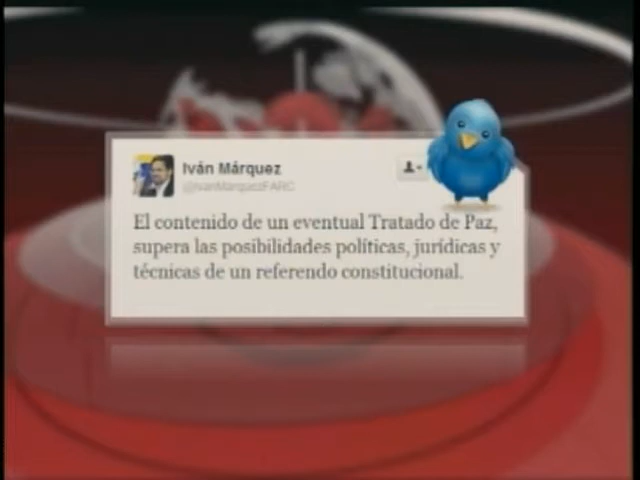 Iván Márquez
@IvanMarquezFARC
El contenido de un eventual Tratado de Paz,
supera las posibilidades políticas, jurídicas y
técnicas de un referendo constitucional.